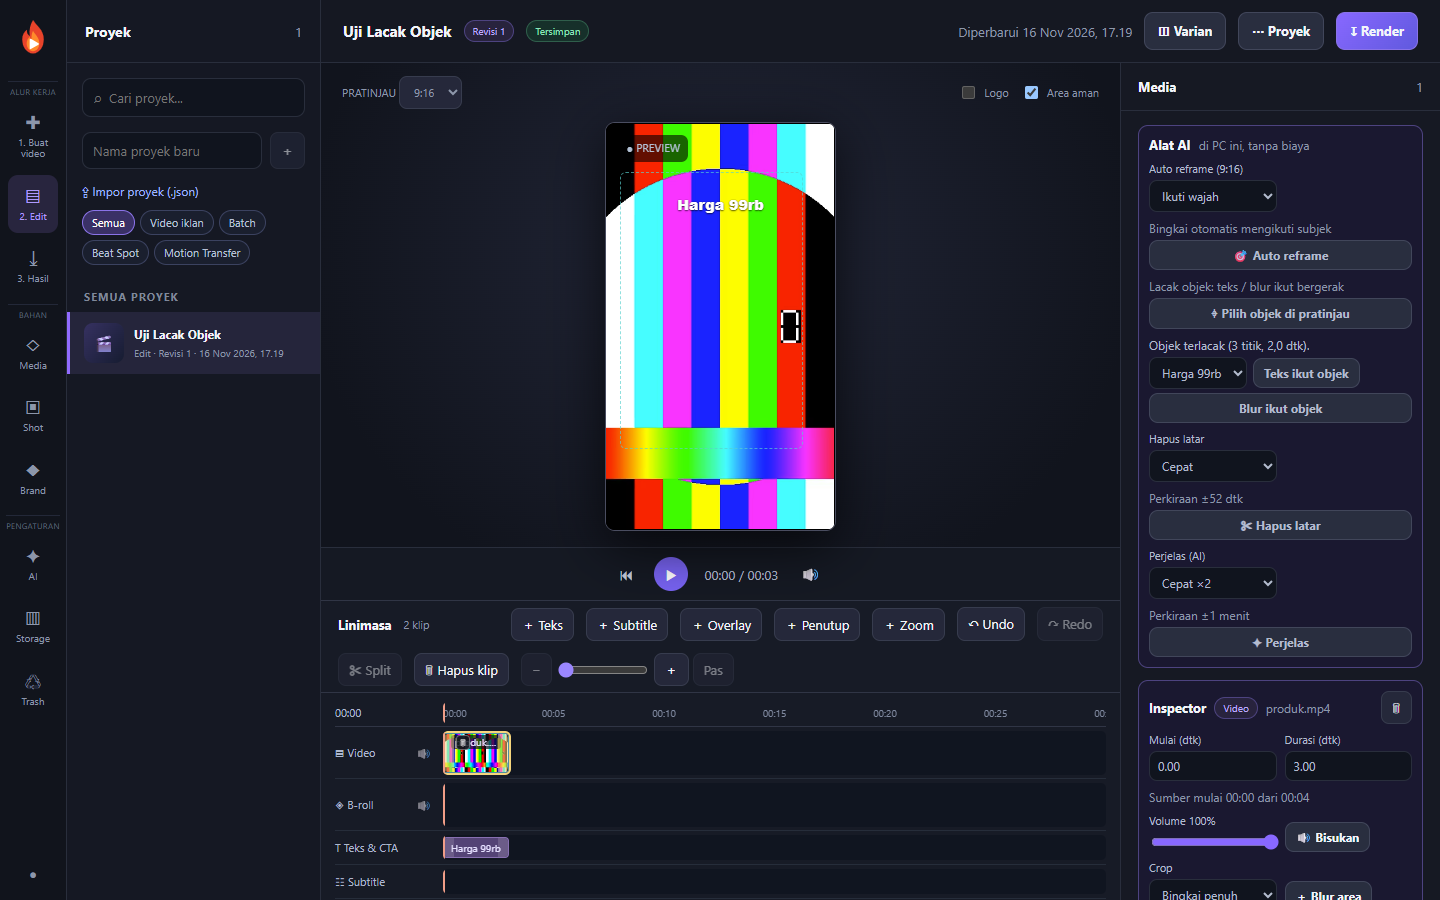 ALUR KERJA
1. Buat video
2. Edit
3. Hasil
BAHAN
Media
Shot
Brand
PENGATURAN
AI
Storage
Trash
Proyek 1
Cari proyek...
Nama proyek baru +
Impor proyek (.json)
Semua Video iklan Batch
Beat Spot Motion Transfer
SEMUA PROYEK
Uji Lacak Objek
Edit · Revisi 1 · 16 Nov 2026, 17.19
Uji Lacak Objek Revisi 1 Tersimpan
Diperbarui 16 Nov 2026, 17.19 Varian Proyek Render
PRATINJAU 9:16 Logo Area aman
PREVIEW
Harga 99rb
0
00:00 / 00:03
Linimasa 2 klip + Teks + Subtitle + Overlay + Penutup + Zoom Undo Redo
Split Hapus klip − + Pas
00:00 00:00 00:05 00:10 00:15 00:20 00:25 00:
Video duk...
B-roll
T Teks & CTA Harga 99rb
Subtitle
Media 1
Alat AI di PC ini, tanpa biaya
Auto reframe (9:16)
Ikuti wajah
Bingkai otomatis mengikuti subjek
Auto reframe
Lacak objek: teks / blur ikut bergerak
Pilih objek di pratinjau
Objek terlacak (3 titik, 2,0 dtk).
Harga 99rb Teks ikut objek
Blur ikut objek
Hapus latar
Cepat
Perkiraan ±52 dtk
Hapus latar
Perjelas (AI)
Cepat ×2
Perkiraan ±1 menit
Perjelas
Inspector Video produk.mp4
Mulai (dtk) Durasi (dtk)
0.00 3.00
Sumber mulai 00:00 dari 00:04
Volume 100%
Bisukan
Crop
Bingkai penuh + Blur area